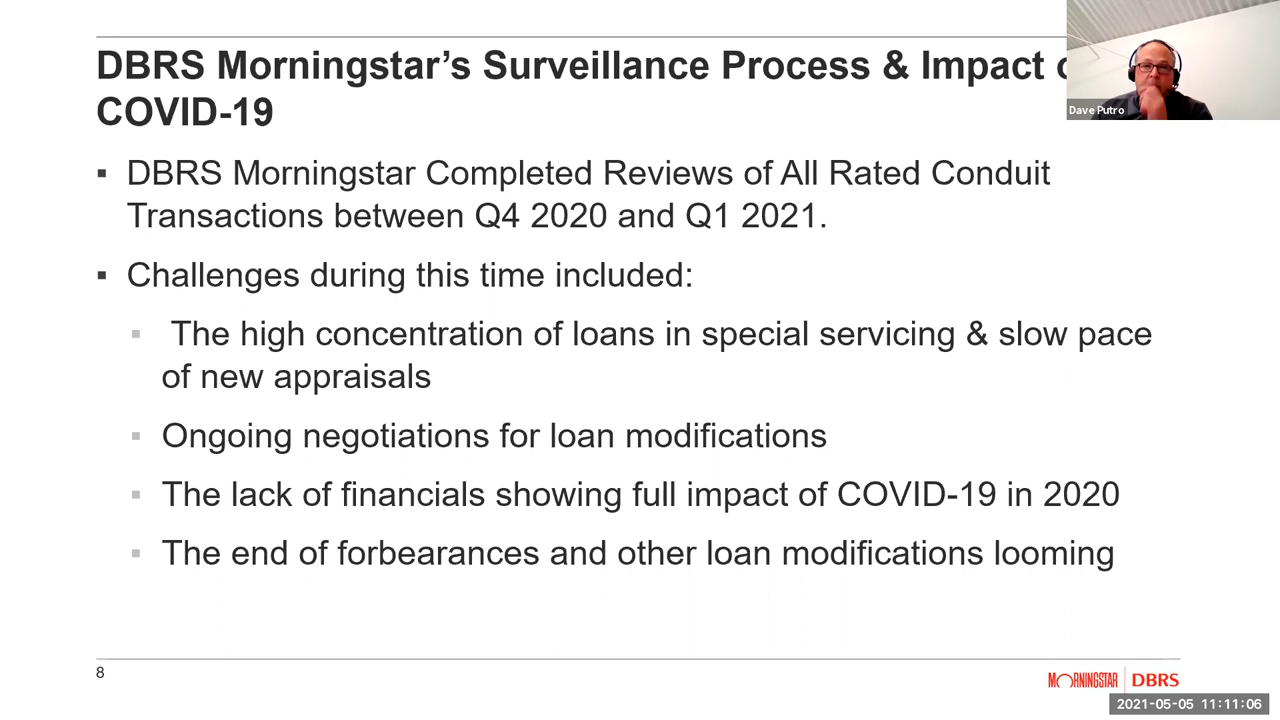 DBRS Morningstar’s Surveillance Process & Impact
COVID-19
▪ DBRS Morningstar Completed Reviews of All Rated Conduit
Transactions between Q4 2020 and Q1 2021.
▪ Challenges during this time included:
▪ The high concentration of loans in special servicing & slow pace
of new appraisals
▪ Ongoing negotiations for loan modifications
▪ The lack of financials showing full impact of COVID-19 in 2020
▪ The end of forbearances and other loan modifications looming
Dave Putro
8
MORNINGSTAR | DBRS
2021-05-05 11:11:06